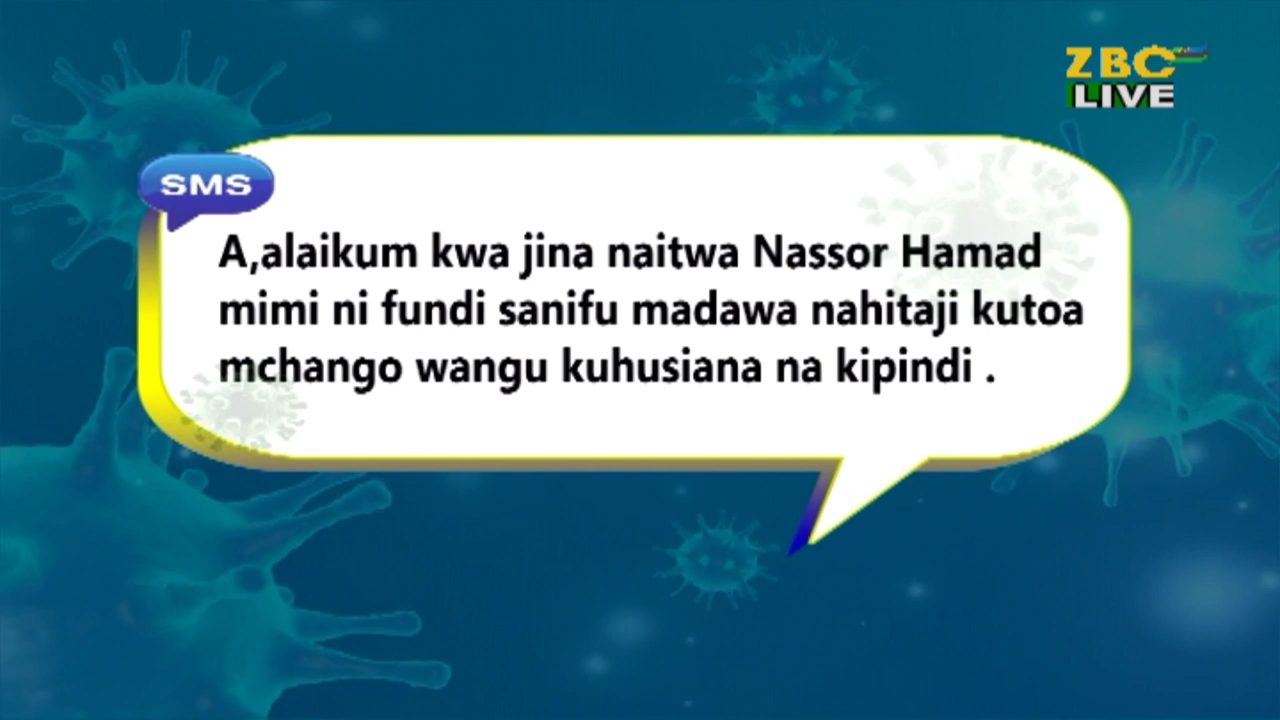 ZBC
LIVE
SMS
A,alaikum kwa jina naitwa Nassor Hamad
mimi ni fundi sanifu madawa nahitaji kutoa
mchango wangu kuhusiana na kipindi .